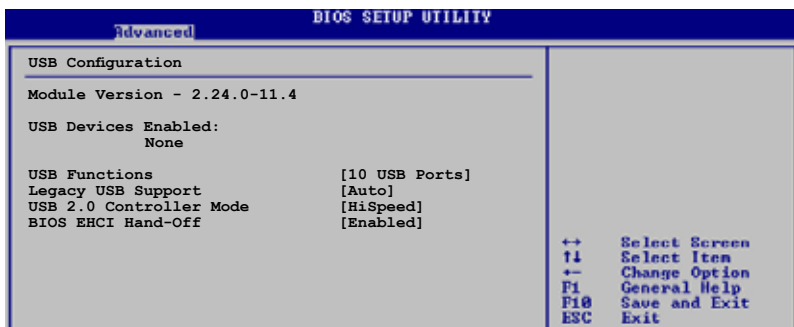 BIOS SETUP UTILITY
Advanced
USB Configuration
Module Version - 2.24.0-11.4
USB Devices Enabled:
None
USB Functions [10 USB Ports]
Legacy USB Support [Auto]
USB 2.0 Controller Mode [HiSpeed]
BIOS EHCI Hand-Off [Enabled]
↔ Select Screen
↑↓ Select Item
+- Change Option
F1 General Help
F10 Save and Exit
ESC Exit